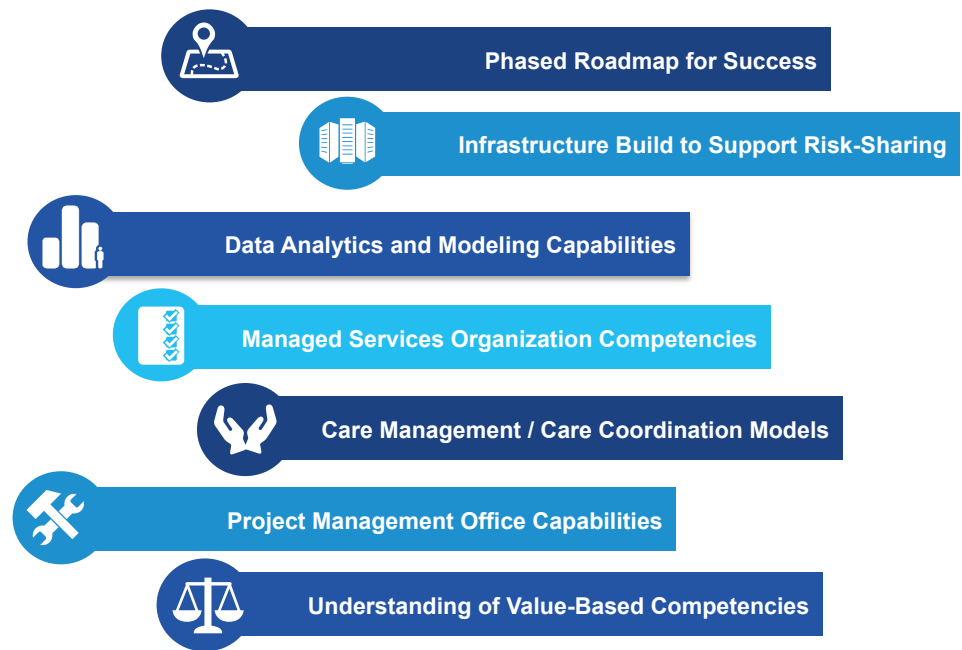 Phased Roadmap for Success
Infrastructure Build to Support Risk-Sharing
Data Analytics and Modeling Capabilities
Managed Services Organization Competencies
Care Management / Care Coordination Models
Project Management Office Capabilities
Understanding of Value-Based Competencies